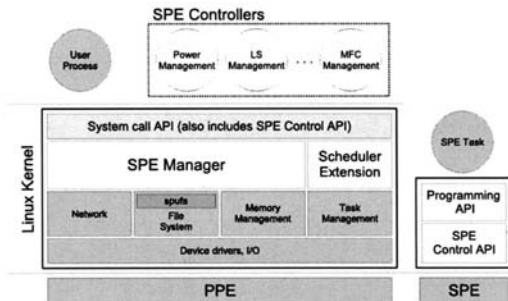 SPE Controllers
User
Process
Power
Management
LS
Management
. . .
MFC
Management
Linux Kernel
System call API (also includes SPE Control API)
SPE Manager
Scheduler
Extension
Network
spufs
File
System
Memory
Management
Task
Management
Device drivers, I/O
PPE
SPE Task
Programming
API
SPE
Control API
SPE